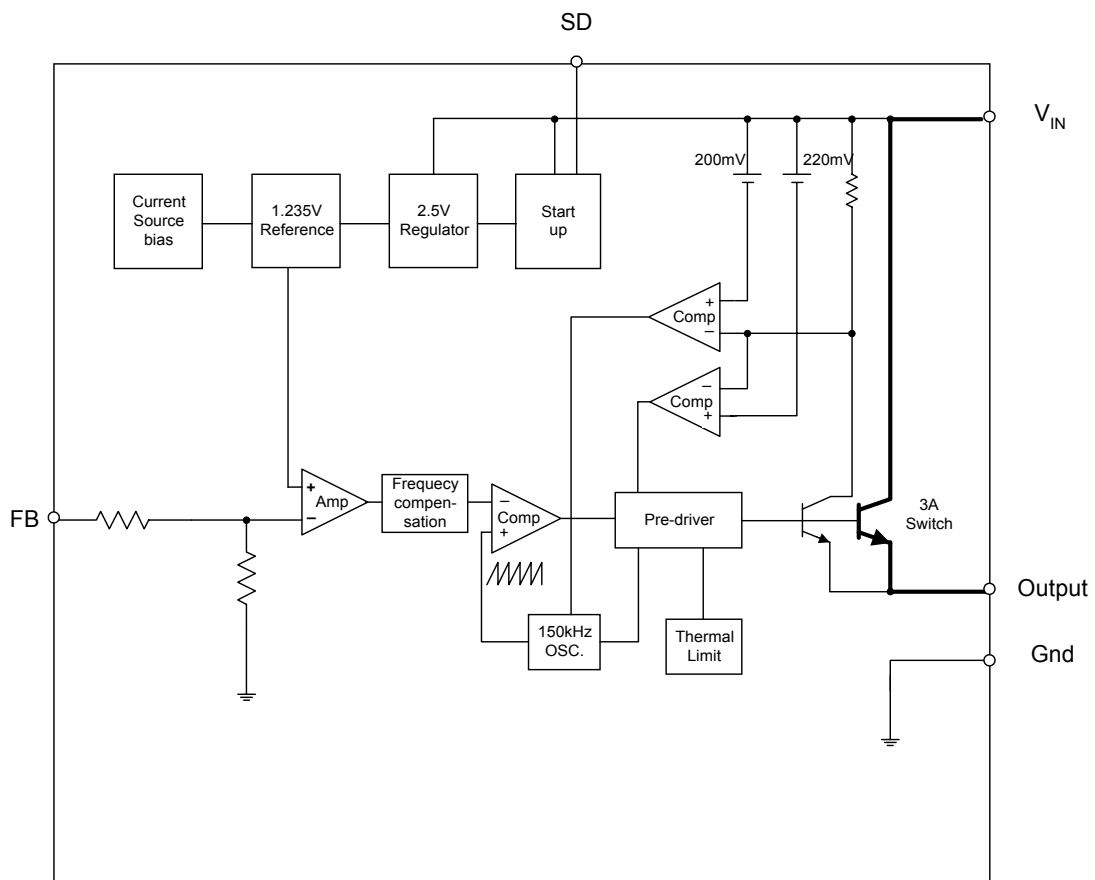 SD
V_IN
200mV
220mV
Current
Source
bias
1.235V
Reference
2.5V
Regulator
Start
up
+
Comp
−
−
Comp
+
FB
+
Amp
−
Frequecy
compen-
sation
−
Comp
+
Pre-driver
3A
Switch
Output
150kHz
OSC.
Thermal
Limit
Gnd